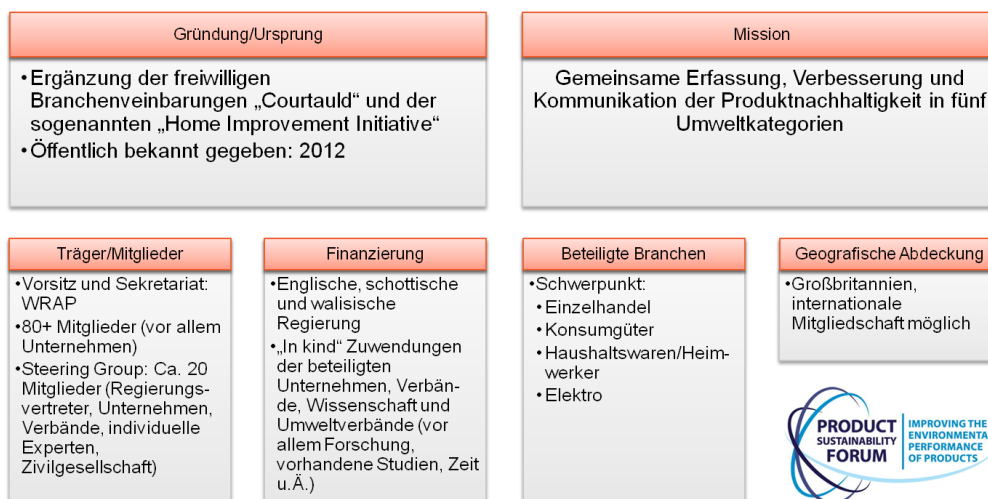 Gründung/Ursprung
•Ergänzung der freiwilligen
Branchenveinbarungen „Courtauld“ und der
sogenannten „Home Improvement Initiative“
•Öffentlich bekannt gegeben: 2012
Mission
Gemeinsame Erfassung, Verbesserung und
Kommunikation der Produktnachhaltigkeit in fünf
Umweltkategorien
Träger/Mitglieder
•Vorsitz und Sekretariat:
WRAP
•80+ Mitglieder (vor allem
Unternehmen)
•Steering Group: Ca. 20
Mitglieder (Regierungs-
vertreter, Unternehmen,
Verbände, individuelle
Experten,
Zivilgesellschaft)
Finanzierung
•Englische, schottische
und walisische
Regierung
•„In kind“ Zuwendungen
der beteiligten
Unternehmen, Verbän-
de, Wissenschaft und
Umweltverbände (vor
allem Forschung,
vorhandene Studien, Zeit
u.Ä.)
Beteiligte Branchen
•Schwerpunkt:
•Einzelhandel
•Konsumgüter
•Haushaltswaren/Heim-
werker
•Elektro
Geografische Abdeckung
•Großbritannien,
internationale
Mitgliedschaft möglich
PRODUCT
SUSTAINABILITY
FORUM
IMPROVING THE
ENVIRONMENTA
PERFORMANCE
OF PRODUCTS